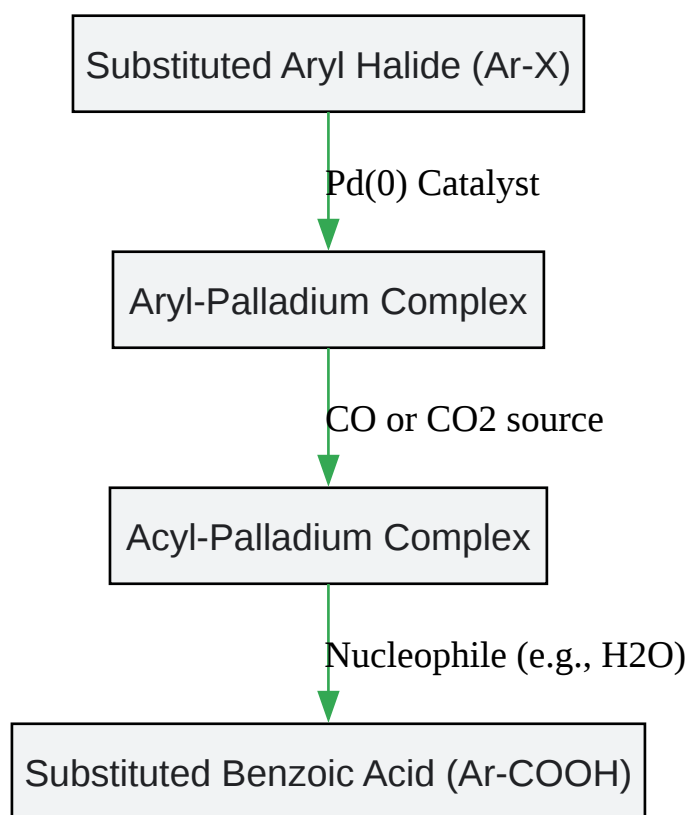 Substituted Aryl Halide (Ar-X)
Pd(0) Catalyst
Aryl-Palladium Complex
CO or CO2 source
Acyl-Palladium Complex
Nucleophile (e.g., H2O)
Substituted Benzoic Acid (Ar-COOH)